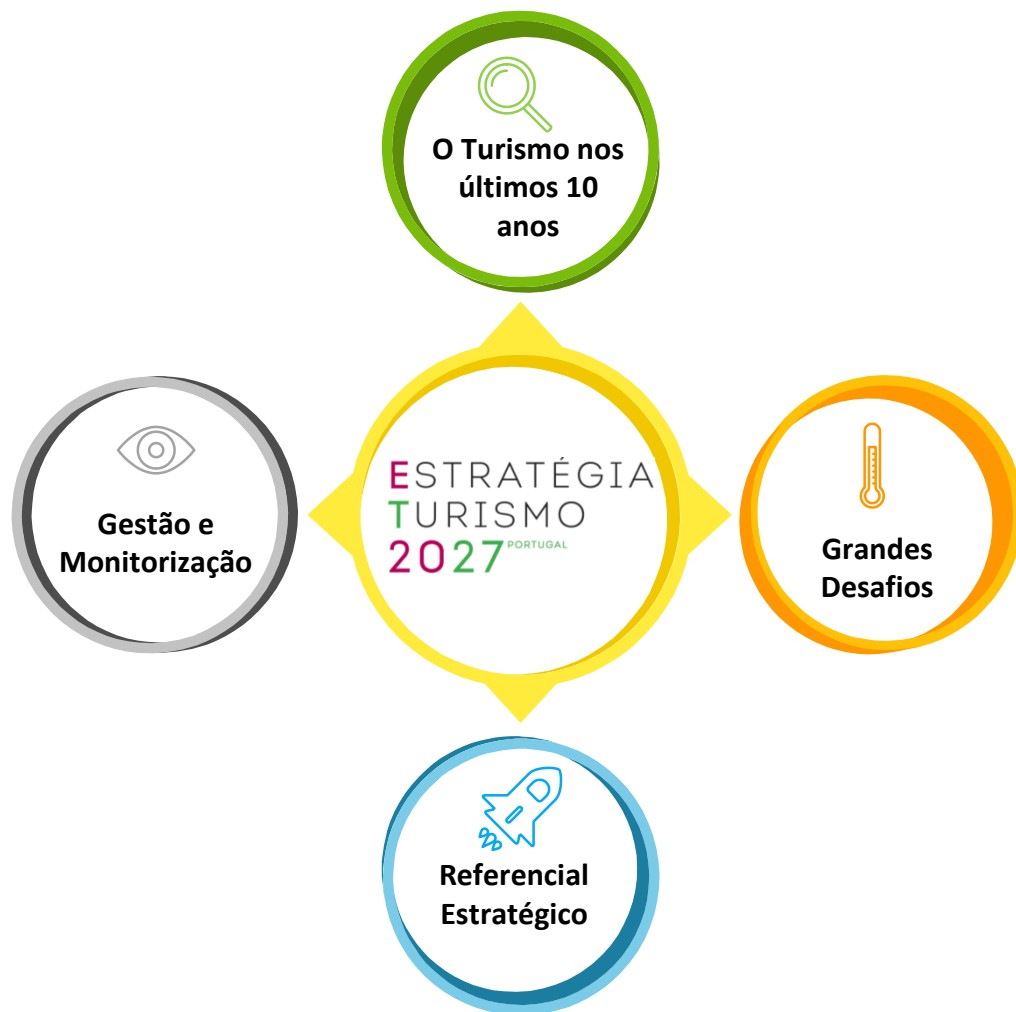 O Turismo nos
últimos 10
anos
Gestão e
Monitorização
ESTRATÉGIA
TURISMO
2027 PORTUGAL
Grandes
Desafios
Referencial
Estratégico